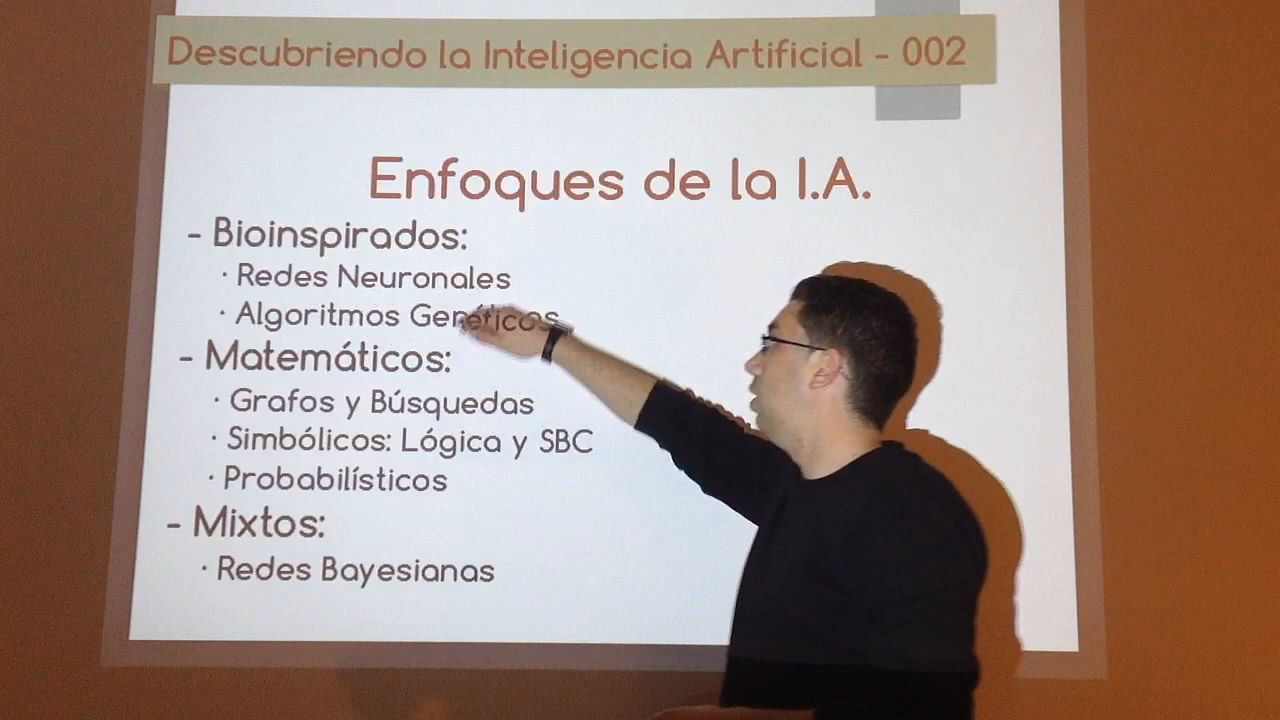 Descubriendo la Inteligencia Artificial - 002
Enfoques de la I.A.
- Bioinspirados:
· Redes Neuronales
· Algoritmos Genéticos
- Matemáticos:
· Grafos y Búsquedas
· Simbólicos: Lógica y SBC
· Probabilísticos
- Mixtos:
· Redes Bayesianas